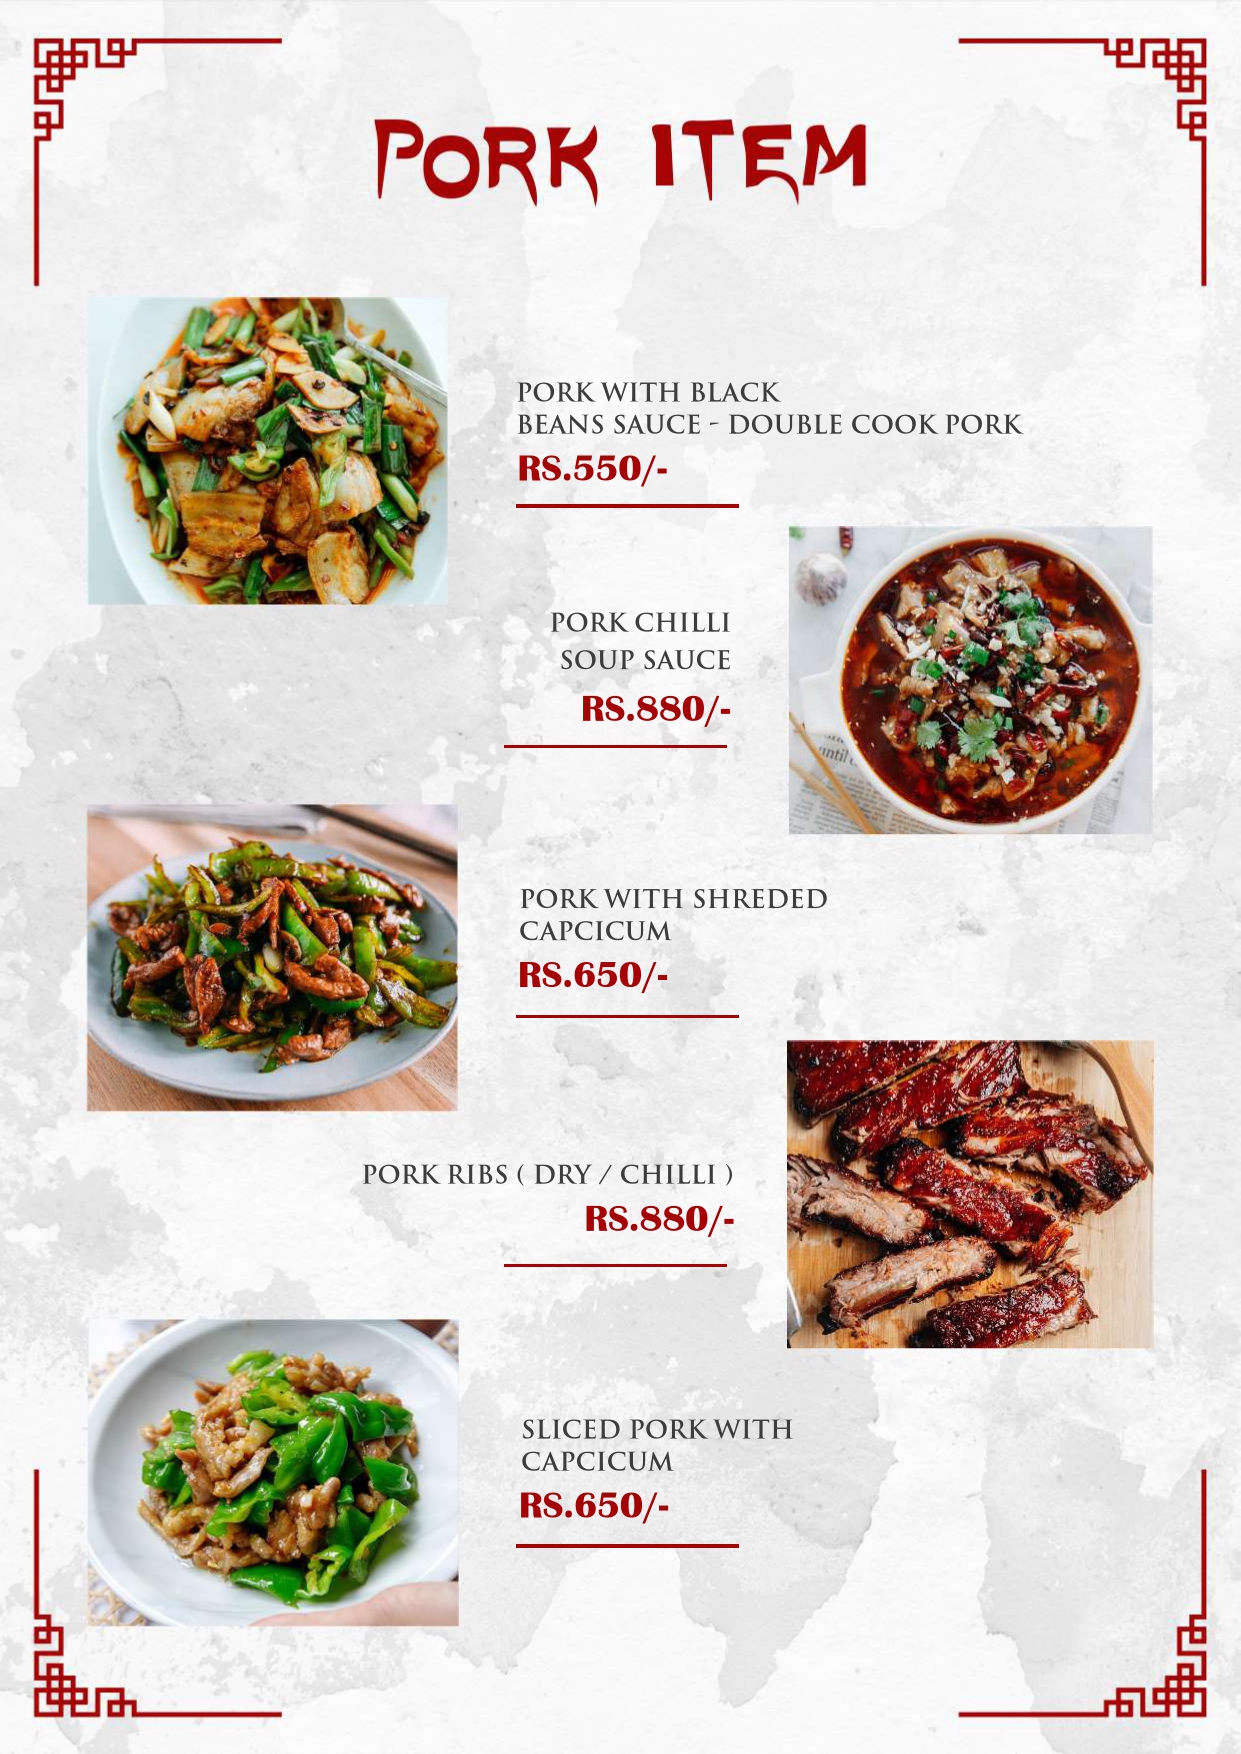 PORK ITEM
PORK WITH BLACK
BEANS SAUCE - DOUBLE COOK PORK
RS.550/-
PORK CHILLI
SOUP SAUCE
RS.880/-
PORK WITH SHREDED
CAPCICUM
RS.650/-
PORK RIBS ( DRY / CHILLI )
RS.880/-
SLICED PORK WITH
CAPCICUM
RS.650/-